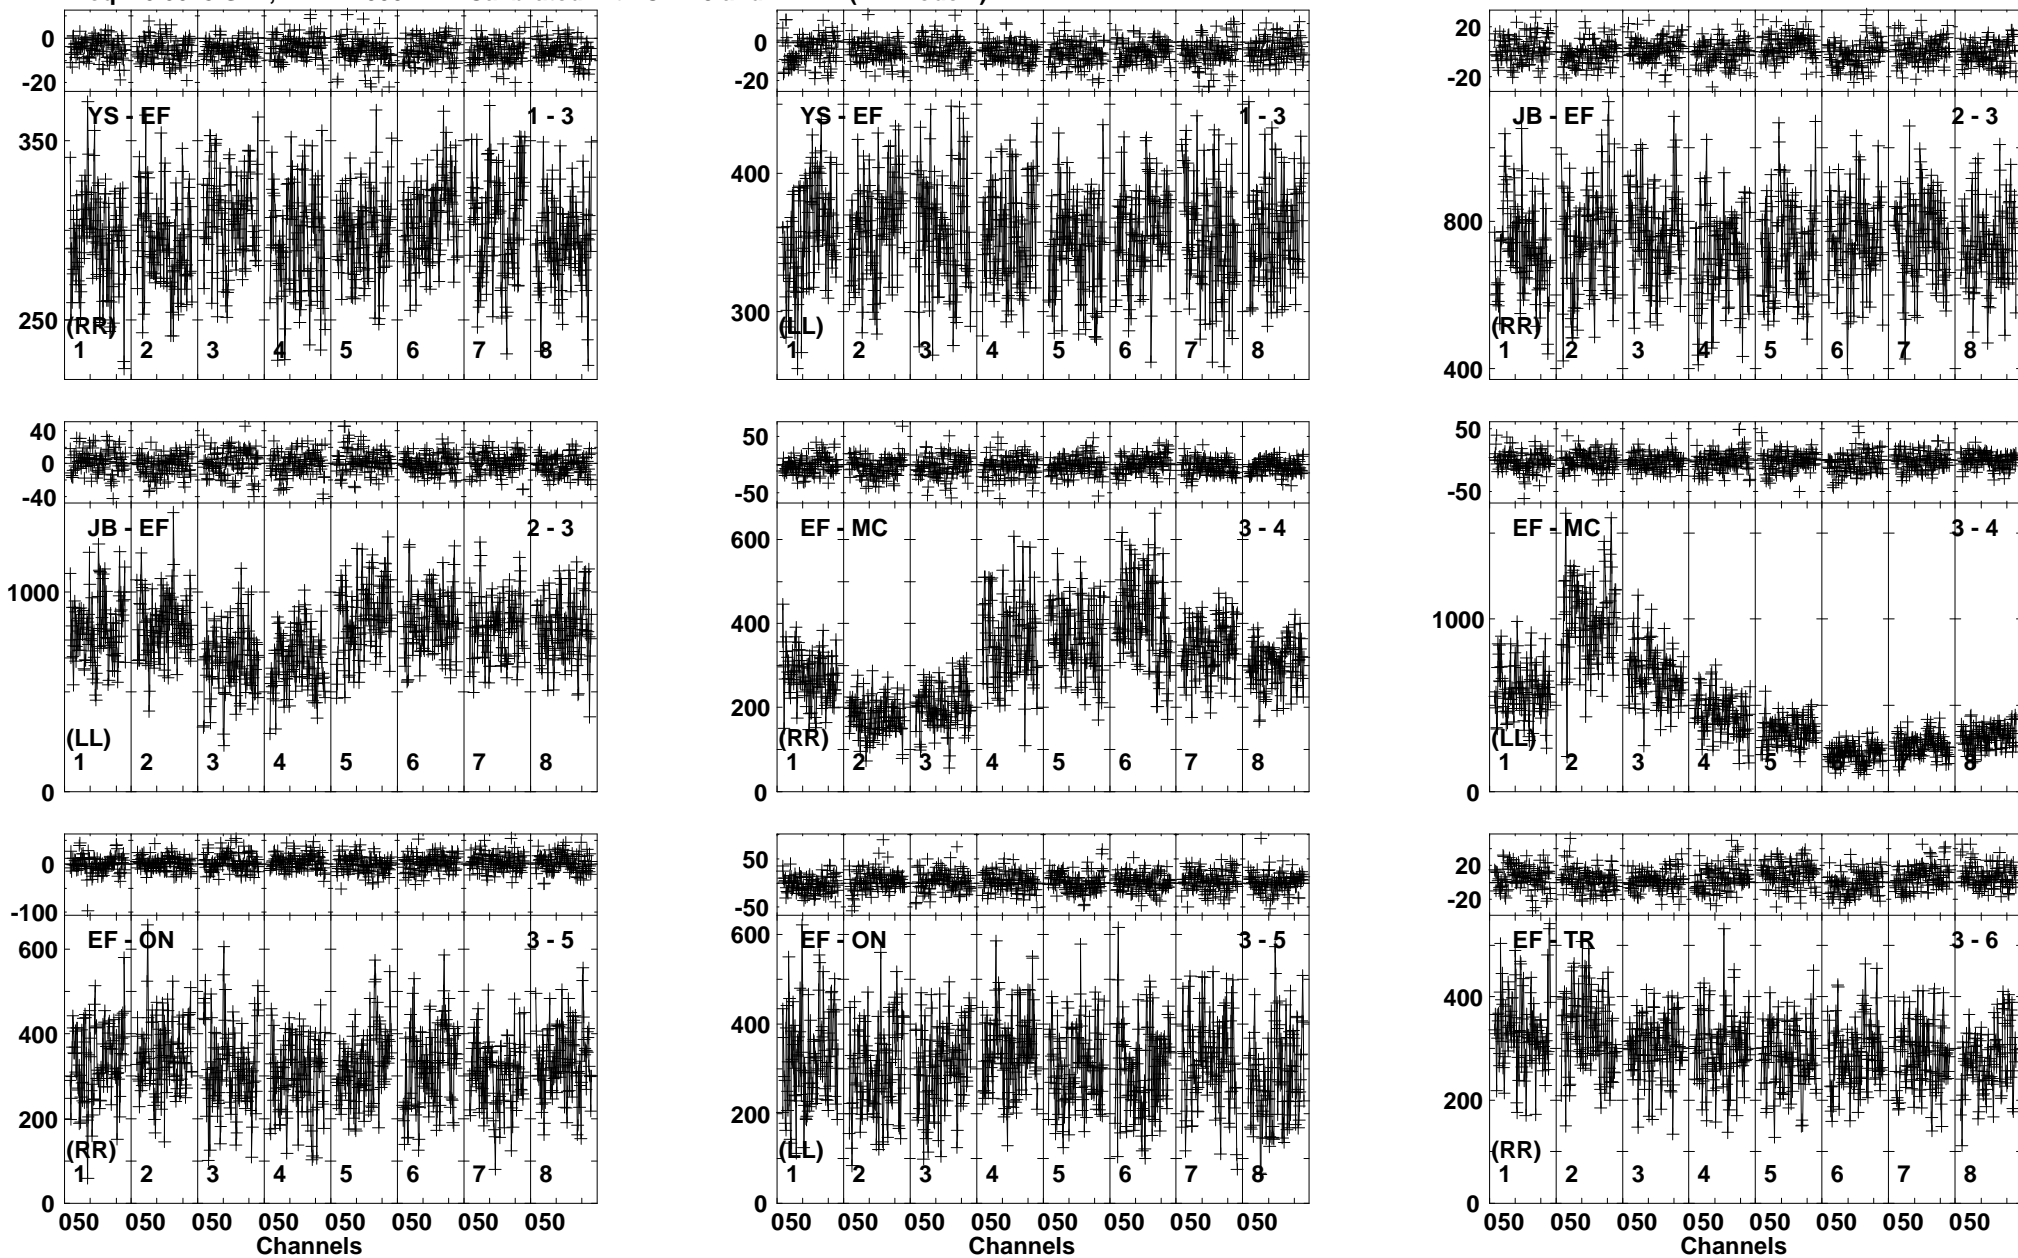 0 -20 0 -20 20 -20
YS - EF 1 - 3 YS - EF 1 - 3 JB - EF 2 - 3
350 400 800
250 300 400
(RR) (LL) (RR)
1 2 3 4 5 6 7 8 1 2 3 4 5 6 7 8 1 2 3 4 5 6 7 8
40 0 -40 50 -50 50 -50
JB - EF 2 - 3 EF - MC 3 - 4 EF - MC 3 - 4
1000 600 400 200 1000
(LL) (RR) (LL)
1 2 3 4 5 6 7 8 1 2 3 4 5 6 7 8 1 2 3 4 5 6 7 8
0 0 0
0 -100 50 -50 20 -20
EF - ON 3 - 5 EF - ON 3 - 5 EF - TR 3 - 6
600 400 200 0 600 400 200 0 400 200 0
(RR) (LL) (RR)
1 2 3 4 5 6 7 8 1 2 3 4 5 6 7 8 1 2 3 4 5 6 7 8
050 050 050 050 050 050 050 050 050 050 050 050 050 050 050 050 050 050 050 050 050 050 050 050
Channels Channels Channels